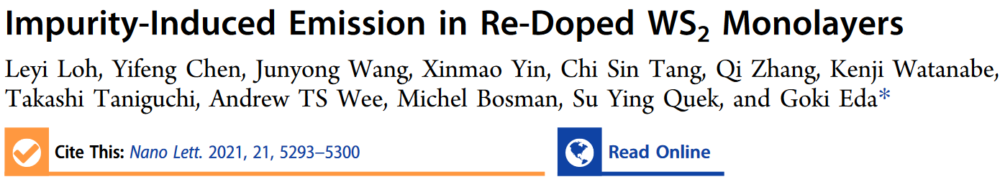 Impurity-Induced Emission in Re-Doped WS₂ Monolayers
Leyi Loh, Yifeng Chen, Junyong Wang, Xinmao Yin, Chi Sin Tang, Qi Zhang, Kenji Watanabe,
Takashi Taniguchi, Andrew TS Wee, Michel Bosman, Su Ying Quek, and Goki Eda*
Cite This: Nano Lett. 2021, 21, 5293−5300
Read Online